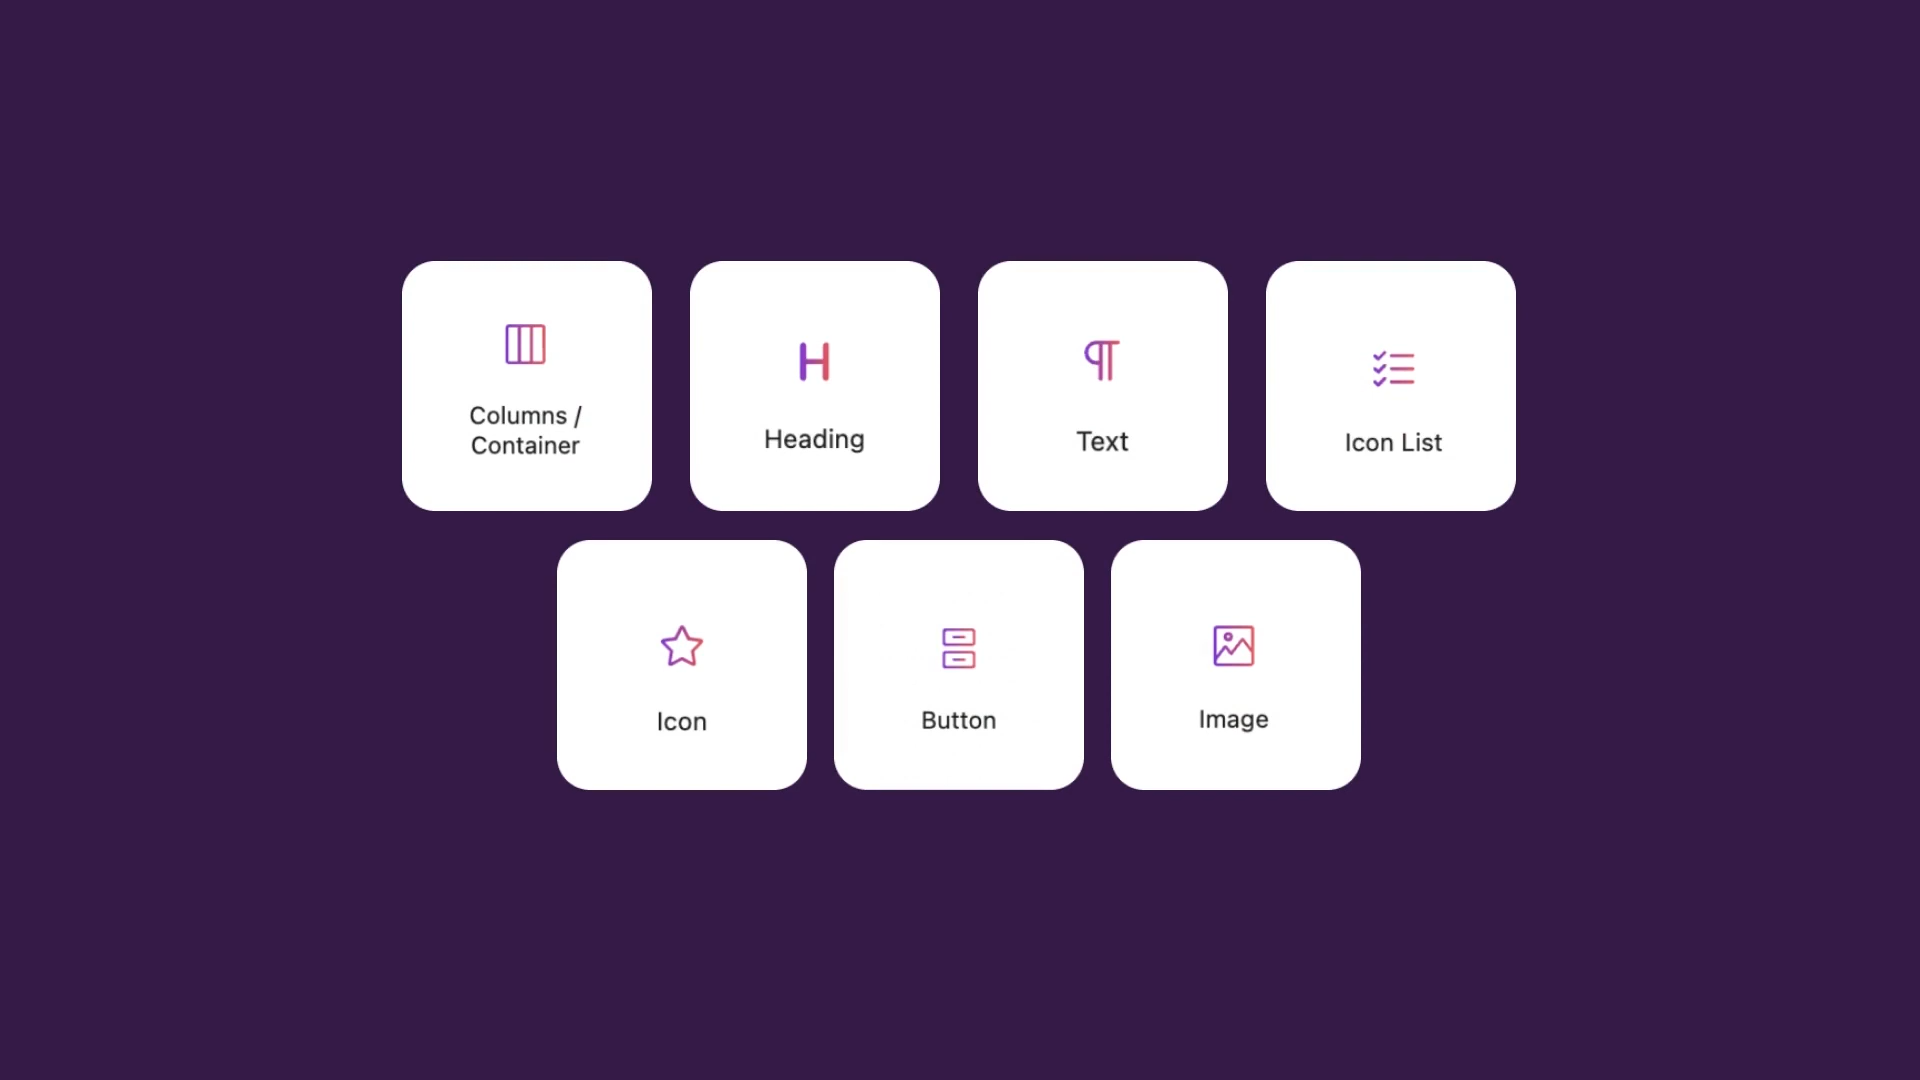 Columns /
Container
Heading
Text
Icon List
Icon
Button
Image